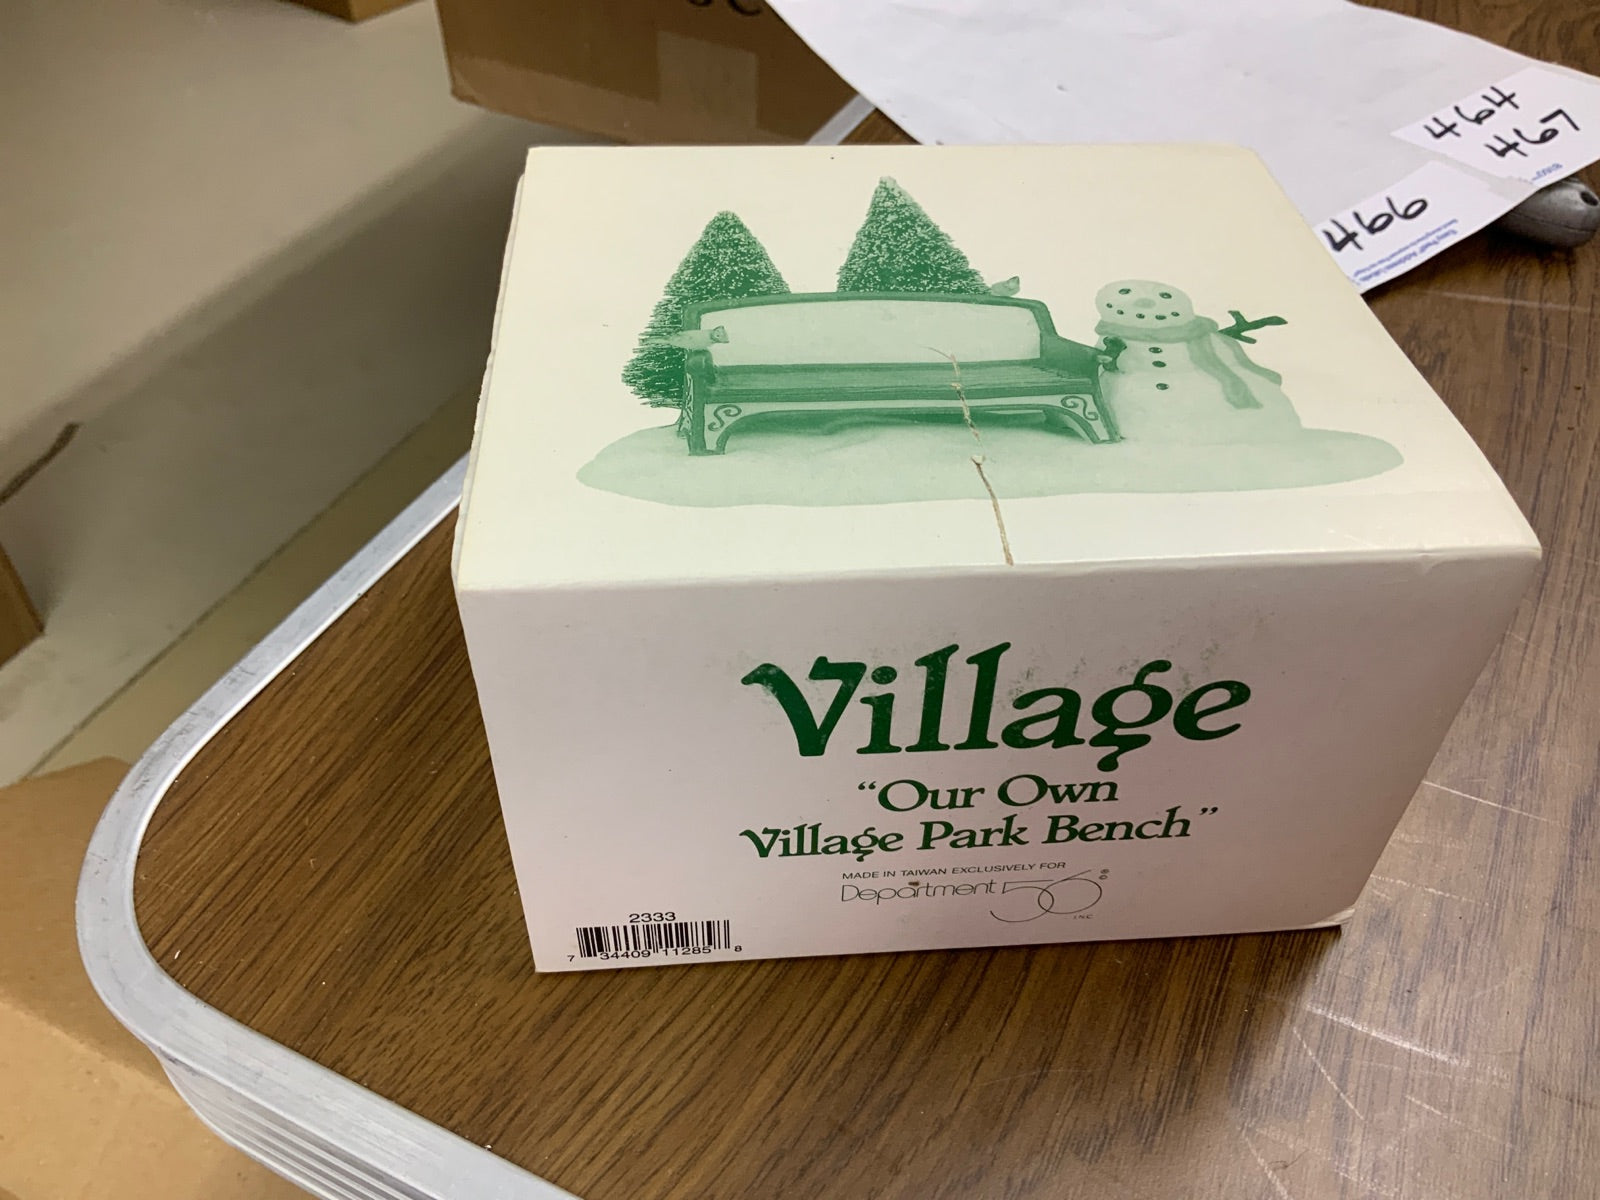 464
467
466
Village
“Our Own
Village Park Bench”
MADE IN TAIWAN EXCLUSIVELY FOR
Department 56 ®
INC
2333
7 34409 11285 8